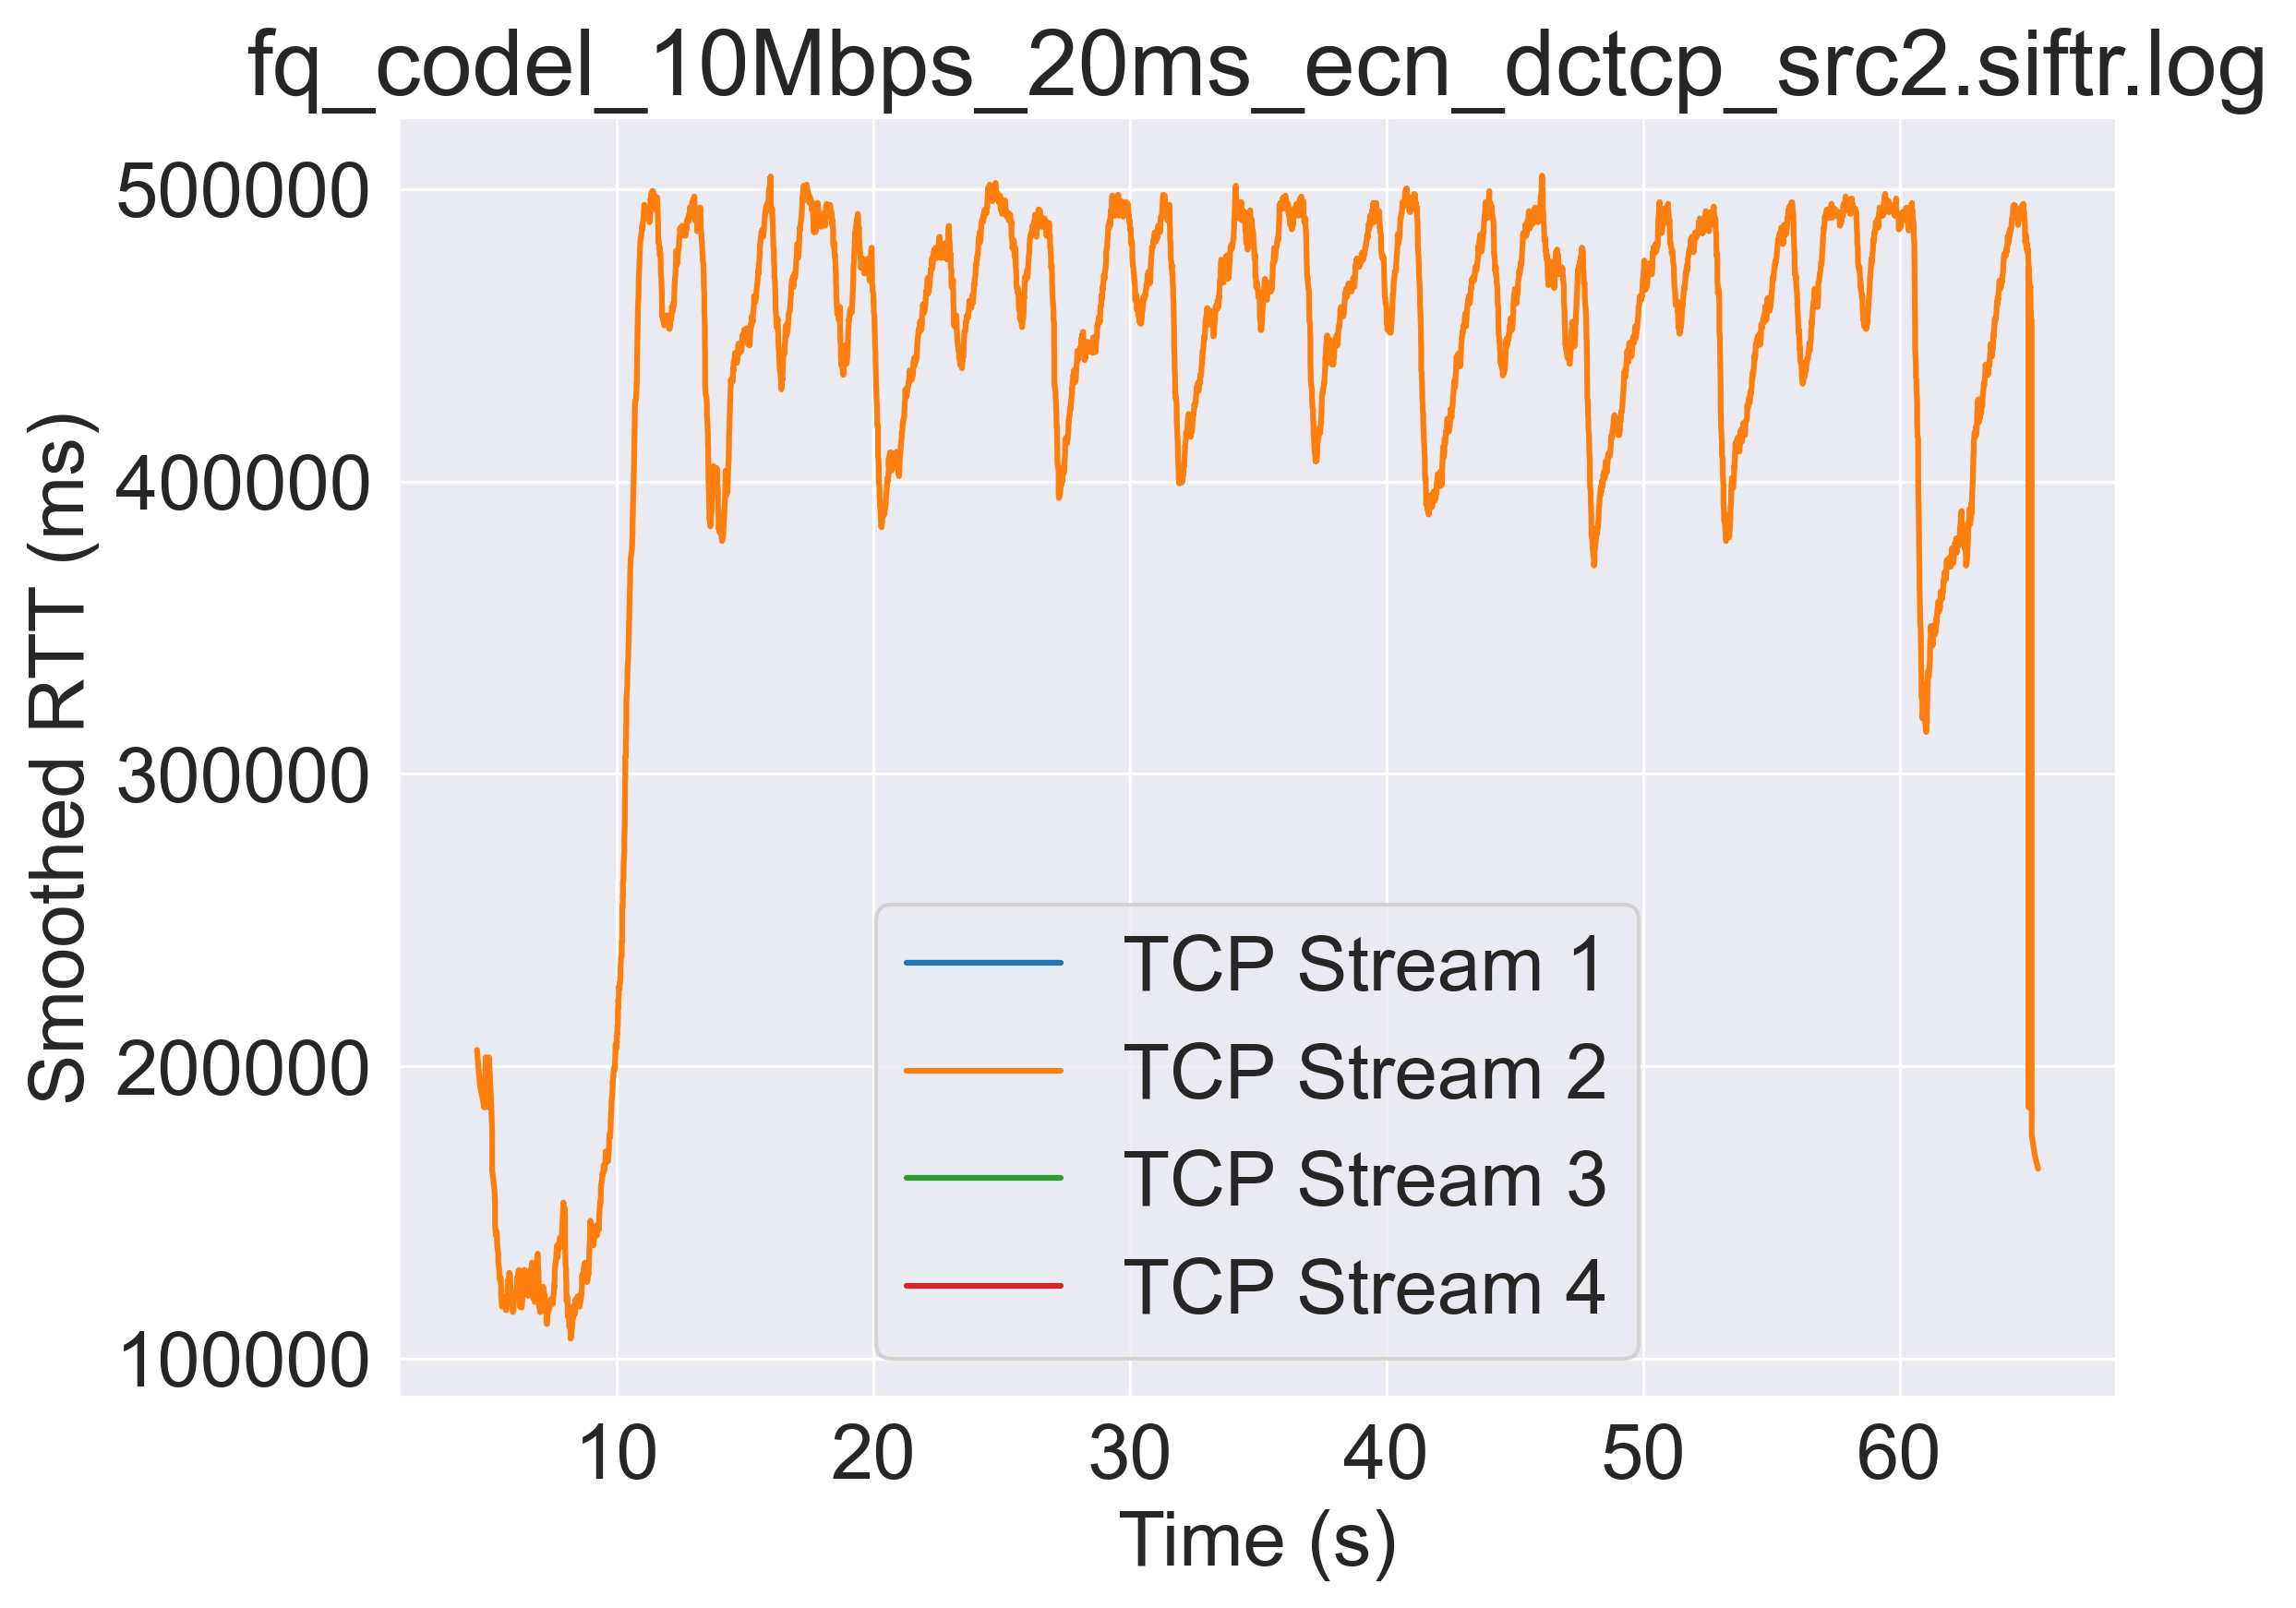 fq_codel_10Mbps_20ms_ecn_dctcp_src2.siftr.log
Smoothed RTT (ms)
500000
400000
300000
200000
100000
TCP Stream 1
TCP Stream 2
TCP Stream 3
TCP Stream 4
10 20 30 40 50 60
Time (s)